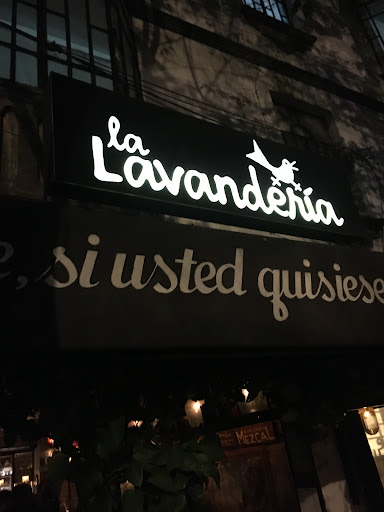 la
Lavandería
e, si usted quisiese
MEZCAL